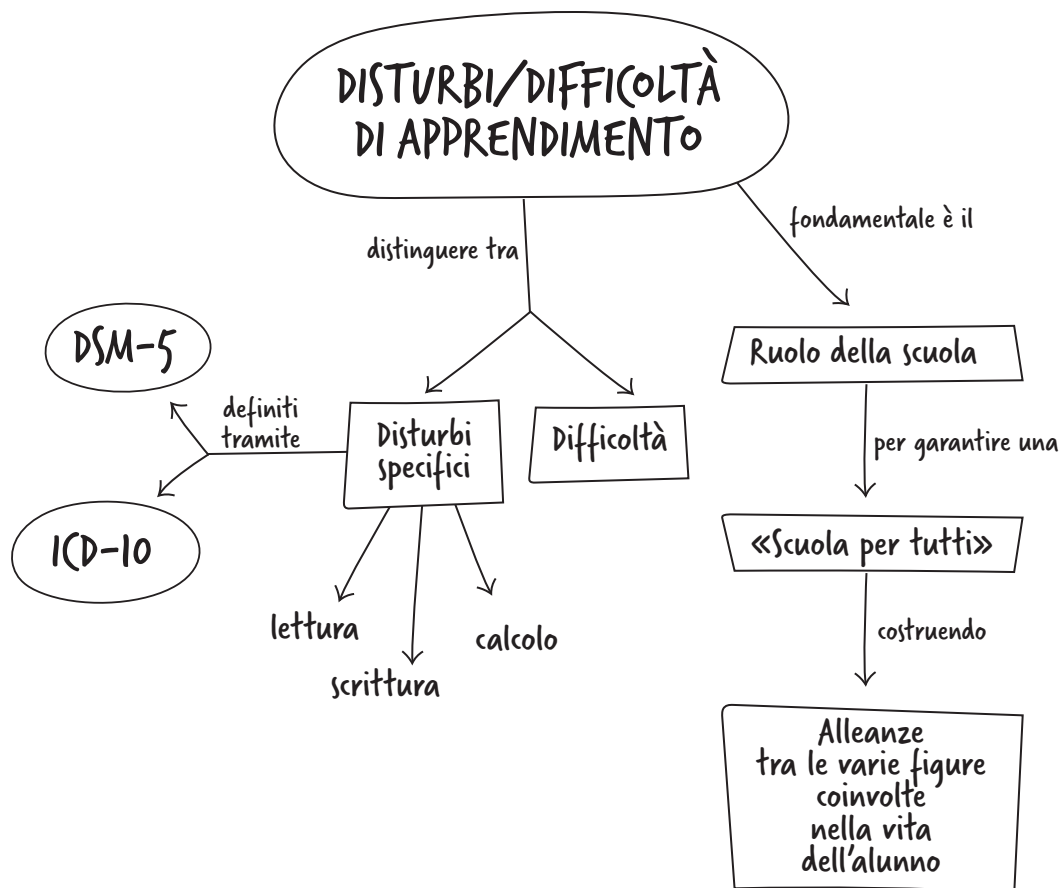 DISTURBI/DIFFICOLTÀ
DI APPRENDIMENTO
distinguere tra
fondamentale è il
DSM-5
definiti
tramite
ICD-10
Disturbi
specifici
Difficoltà
lettura
scrittura
calcolo
Ruolo della scuola
per garantire una
«Scuola per tutti»
costruendo
Alleanze
tra le varie figure
coinvolte
nella vita
dell'alunno